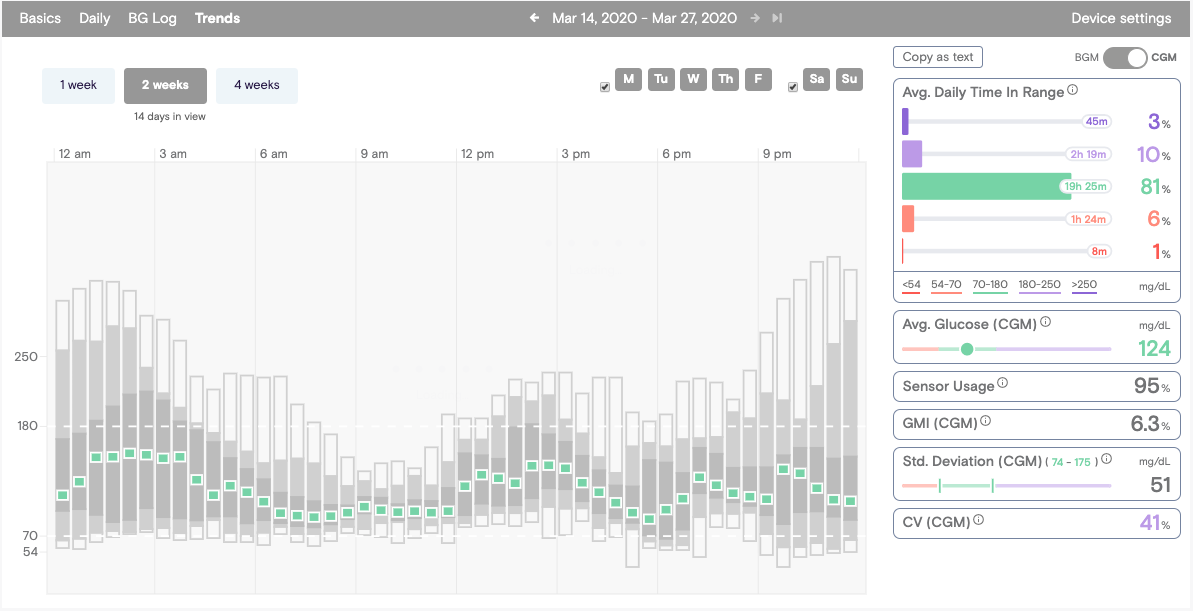 Basics Daily BG Log Trends ← Mar 14, 2020 - Mar 27, 2020 Device settings
1 week 2 weeks 4 weeks
14 days in view
M Tu W Th F Sa Su
12 am 3 am 6 am 9 am 12 pm 3 pm 6 pm 9 pm
250
180
70
54
Copy as text BGM CGM
Avg. Daily Time In Range
45m 3%
2h 19m 10%
19h 25m 81%
1h 24m 6%
8m 1%
<54 54-70 70-180 180-250 >250 mg/dL
Avg. Glucose (CGM) mg/dL
124
Sensor Usage 95%
GMI (CGM) 6.3%
Std. Deviation (CGM) ( 74 - 175 ) mg/dL
51
CV (CGM) 41%